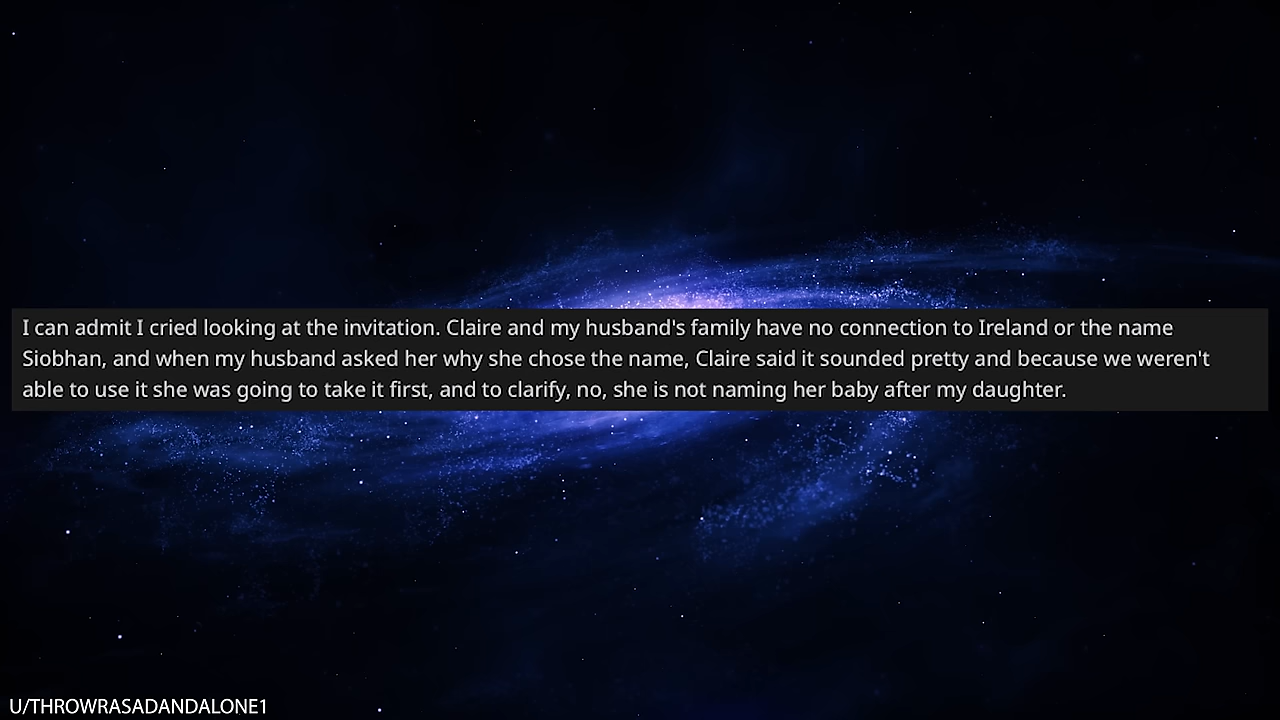 I can admit I cried looking at the invitation. Claire and my husband's family have no connection to Ireland or the name
Siobhan, and when my husband asked her why she chose the name, Claire said it sounded pretty and because we weren't
able to use it she was going to take it first, and to clarify, no, she is not naming her baby after my daughter.
U/THROWRASADANDALONE1